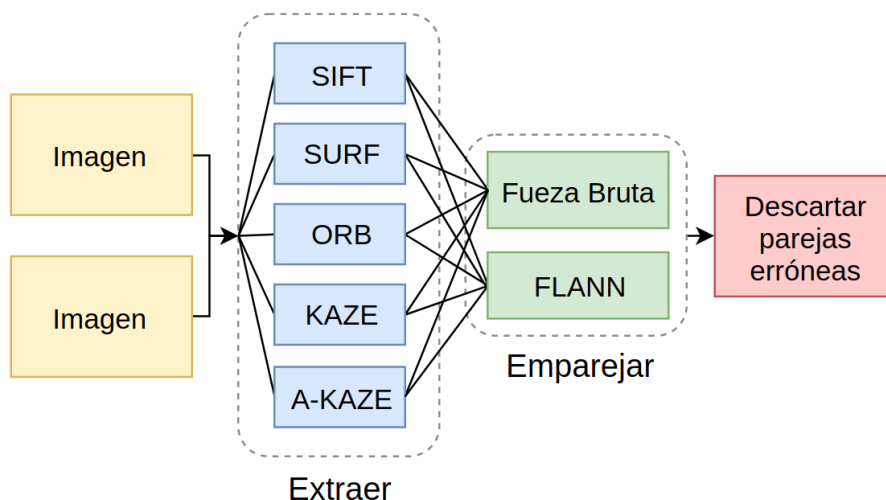 Imagen
Imagen
SIFT
SURF
ORB
KAZE
A-KAZE
Extraer
Fueza Bruta
FLANN
Emparejar
Descartar
parejas
erróneas